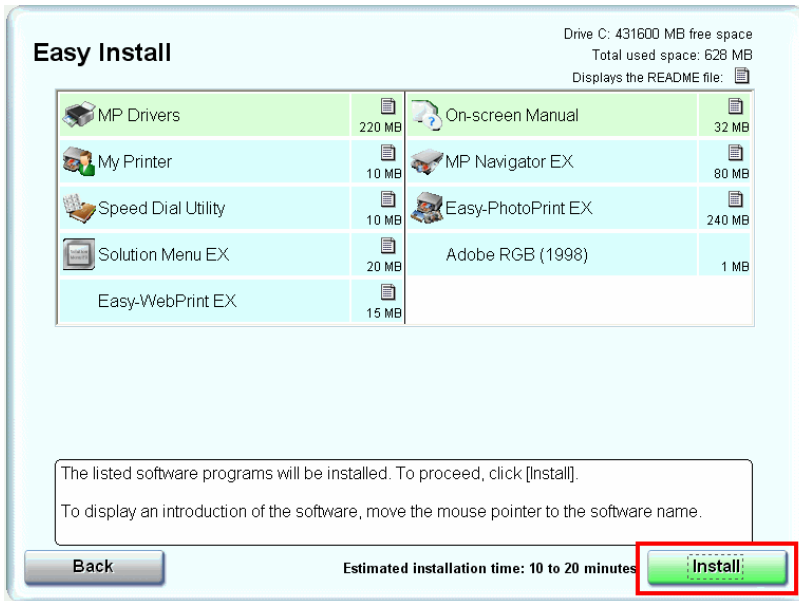 Easy Install
Drive C: 431600 MB free space
Total used space: 628 MB
Displays the README file:
MP Drivers
220 MB
On-screen Manual
32 MB
My Printer
10 MB
MP Navigator EX
80 MB
Speed Dial Utility
10 MB
Easy-PhotoPrint EX
240 MB
Solution Menu EX
20 MB
Adobe RGB (1998)
1 MB
Easy-WebPrint EX
15 MB
The listed software programs will be installed. To proceed, click [Install].
To display an introduction of the software, move the mouse pointer to the software name.
Back
Estimated installation time: 10 to 20 minutes
Install